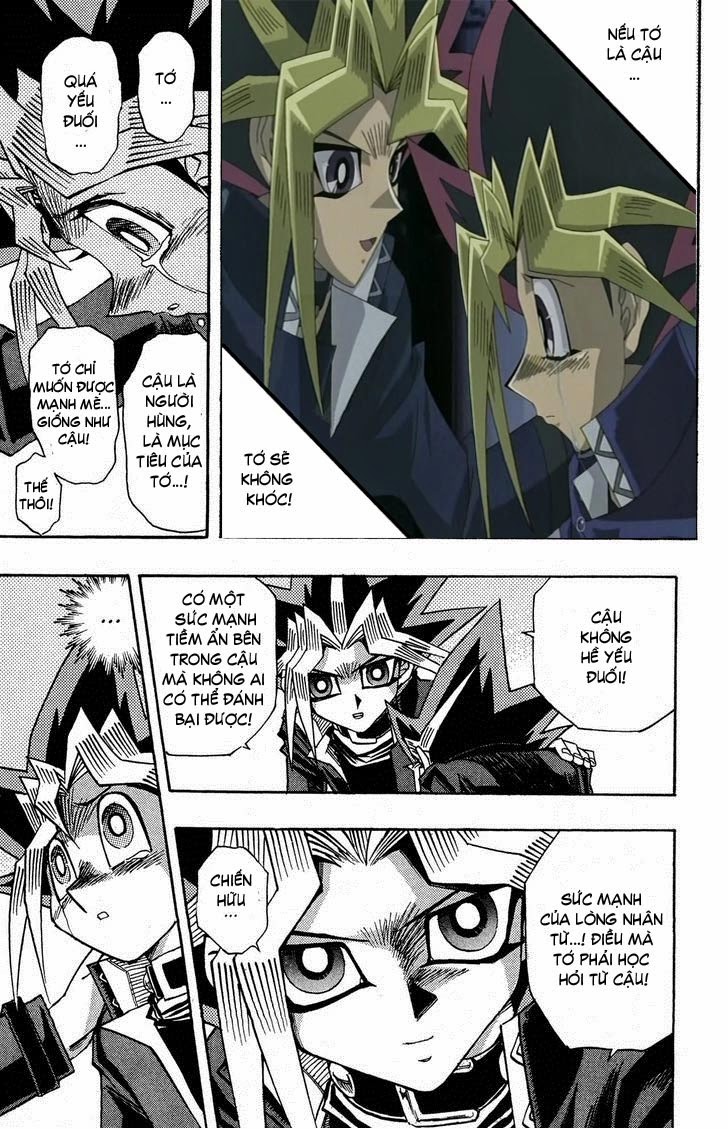 NẾU TỚ
LÀ CẬU
...
TỚ SẼ
KHÔNG
KHÓC!
TỚ
...
QUÁ
YẾU
ĐUỐI
...
CẬU LÀ
NGƯỜI
HÙNG,
LÀ MỤC
TIÊU CỦA
TỚ...!
TỚ CHỈ
MUỐN ĐƯỢC
MẠNH MẼ...
GIỐNG NHƯ
CẬU!
THẾ
THÔI!
CẬU
KHÔNG
HỀ YẾU
ĐUỐI!
CÓ MỘT
SỨC MẠNH
TIỀM ẨN BÊN
TRONG CẬU
MÀ KHÔNG AI
CÓ THỂ ĐÁNH
BẠI ĐƯỢC!
...
SỨC MẠNH
CỦA LÒNG NHÂN
TỪ...! ĐIỀU MÀ
TỚ PHẢI HỌC
HỎI TỪ CẬU!
CHIẾN
HỮU
...